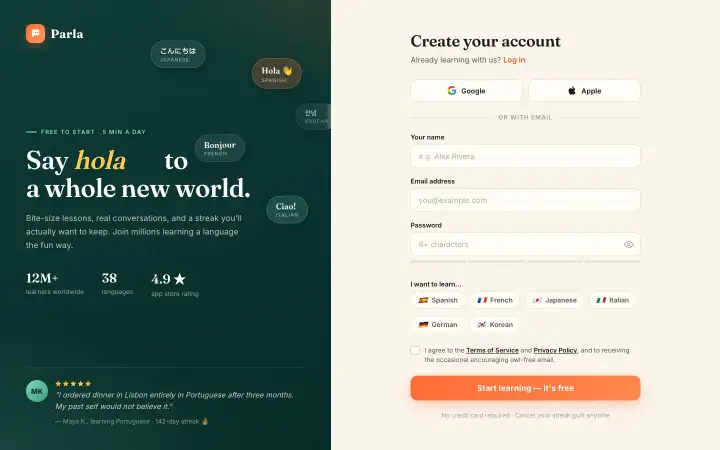 Parla
こんにちは
JAPANESE
Hola 👋
SPANISH
안녕
KOREAN
FREE TO START · 5 MIN A DAY
Bonjour
FRENCH
Say hola to
a whole new world.
Ciao!
ITALIAN
Bite-size lessons, real conversations, and a streak you'll
actually want to keep. Join millions learning a language
the fun way.
12M+
learners worldwide
38
languages
4.9 ★
app store rating
MK
★★★★★
"I ordered dinner in Lisbon entirely in Portuguese after three months.
My past self would not believe it."
— Maya K., learning Portuguese · 142-day streak
Create your account
Already learning with us? Log in
Google
Apple
OR WITH EMAIL
Your name
e.g. Alex Rivera
Email address
you@example.com
Password
8+ characters
I want to learn...
Spanish
French
Japanese
Italian
German
Korean
I agree to the Terms of Service and Privacy Policy, and to receiving
the occasional encouraging owl-free email.
Start learning — it's free
No credit card required · Cancel your streak guilt anytime